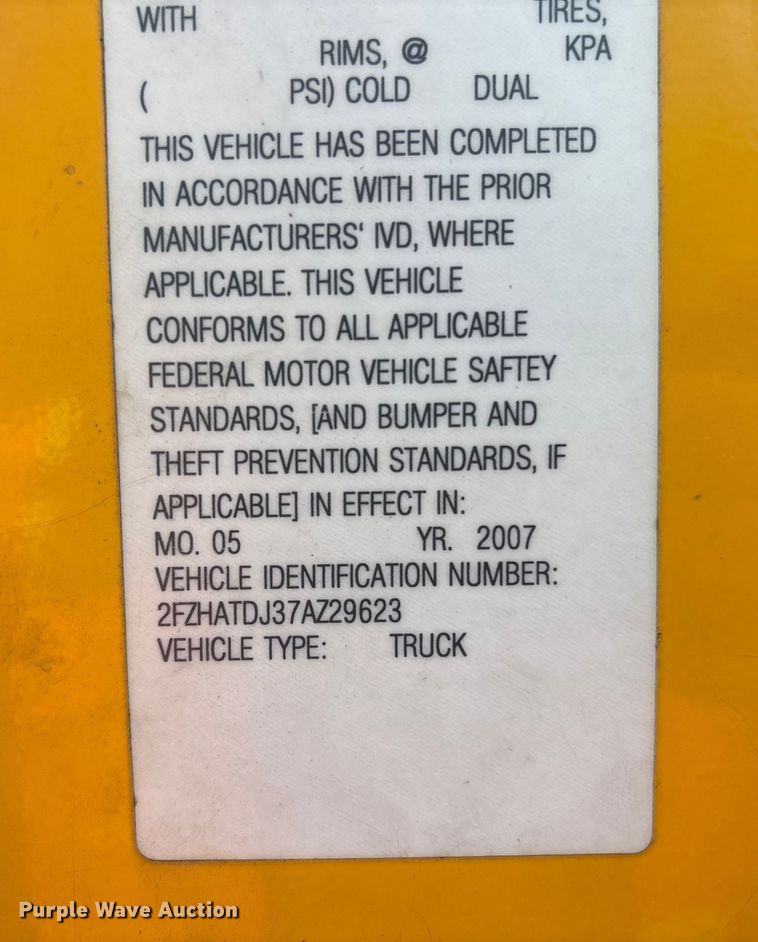 WITH TIRES,
RIMS, @ KPA
( PSI) COLD DUAL
THIS VEHICLE HAS BEEN COMPLETED
IN ACCORDANCE WITH THE PRIOR
MANUFACTURERS' IVD, WHERE
APPLICABLE. THIS VEHICLE
CONFORMS TO ALL APPLICABLE
FEDERAL MOTOR VEHICLE SAFTEY
STANDARDS, [AND BUMPER AND
THEFT PREVENTION STANDARDS, IF
APPLICABLE] IN EFFECT IN:
MO. 05 YR. 2007
VEHICLE IDENTIFICATION NUMBER:
2FZHATDJ37AZ29623
VEHICLE TYPE: TRUCK
Purple Wave Auction